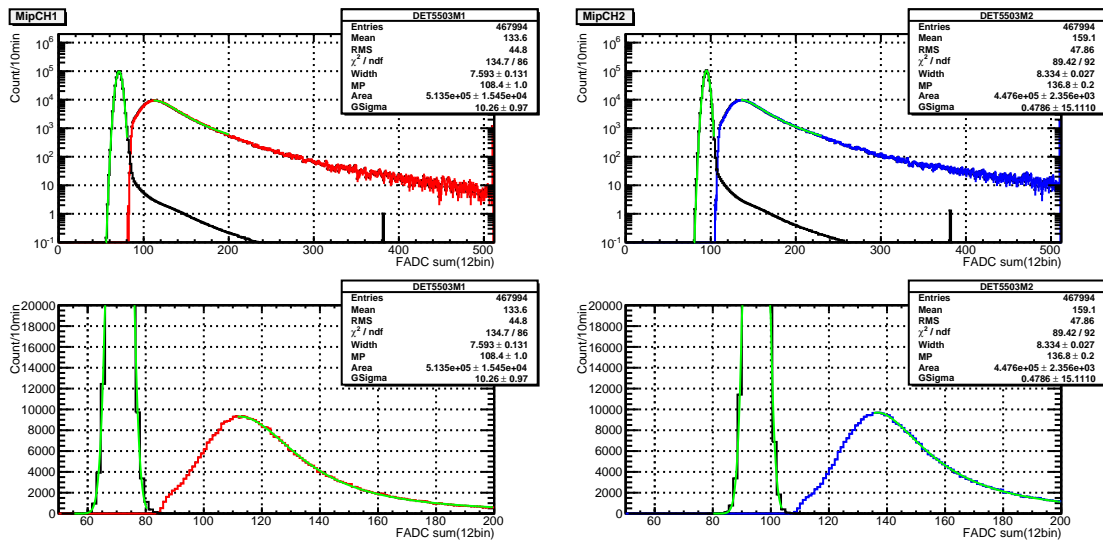 MipCH1
DET5503M1
Entries 467994
Mean 133.6
RMS 44.8
χ² / ndf 134.7 / 86
Width 7.593 ± 0.131
MP 108.4 ± 1.0
Area 5.135e+05 ± 1.545e+04
GSigma 10.26 ± 0.97
Count/10min
10⁶
10⁵
10⁴
10³
10²
10
1
10⁻¹
0 100 200 300 400 500
FADC sum(12bin)
MipCH2
DET5503M2
Entries 467994
Mean 159.1
RMS 47.86
χ² / ndf 89.42 / 92
Width 8.334 ± 0.027
MP 136.8 ± 0.2
Area 4.476e+05 ± 2.356e+03
GSigma 0.4786 ± 15.1110
Count/10min
10⁶
10⁵
10⁴
10³
10²
10
1
10⁻¹
0 100 200 300 400 500
FADC sum(12bin)
DET5503M1
Entries 467994
Mean 133.6
RMS 44.8
χ² / ndf 134.7 / 86
Width 7.593 ± 0.131
MP 108.4 ± 1.0
Area 5.135e+05 ± 1.545e+04
GSigma 10.26 ± 0.97
Count/10min
20000
18000
16000
14000
12000
10000
8000
6000
4000
2000
0
60 80 100 120 140 160 180 200
FADC sum(12bin)
DET5503M2
Entries 467994
Mean 159.1
RMS 47.86
χ² / ndf 89.42 / 92
Width 8.334 ± 0.027
MP 136.8 ± 0.2
Area 4.476e+05 ± 2.356e+03
GSigma 0.4786 ± 15.1110
Count/10min
20000
18000
16000
14000
12000
10000
8000
6000
4000
2000
0
60 80 100 120 140 160 180 200
FADC sum(12bin)